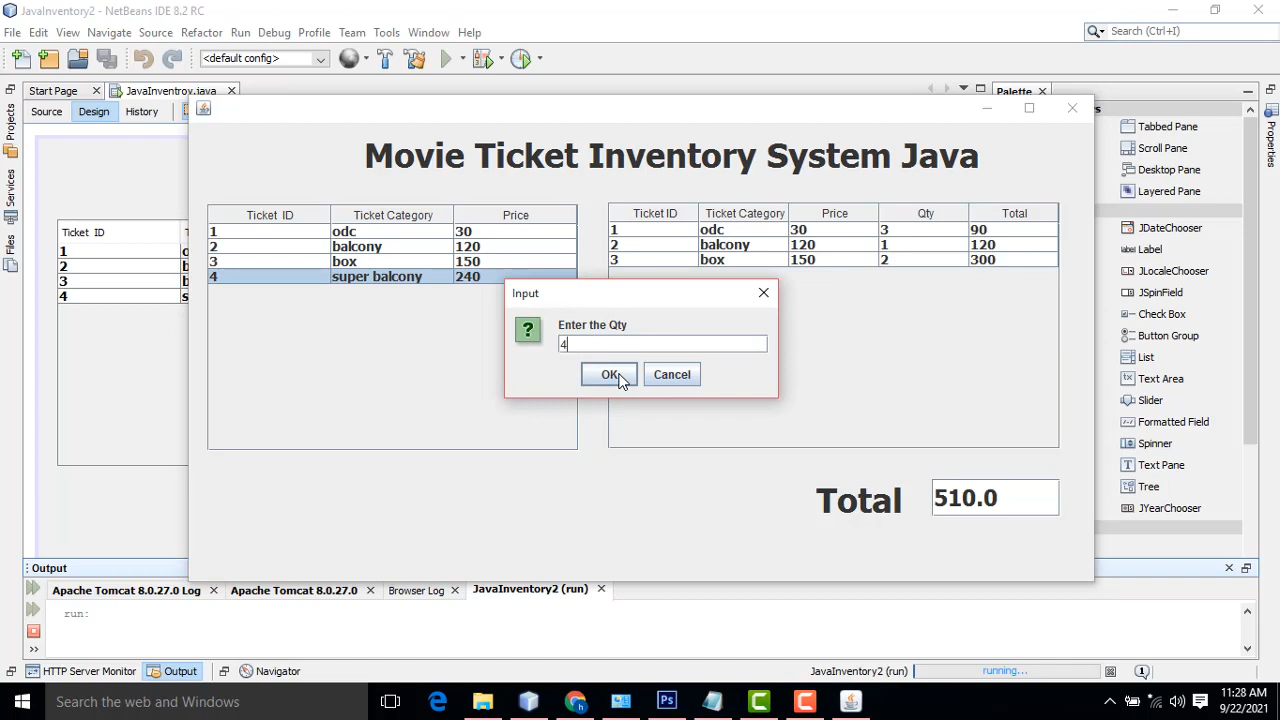 JavaInventory2 - NetBeans IDE 8.2 RC
File Edit View Navigate Source Refactor Run Debug Profile Team Tools Window Help
Search (Ctrl+I)
<default config>
Start Page JavaInventroy.java Palette
Source Design History
Projects
Services
Files
Properties
Movie Ticket Inventory System Java
Ticket ID Ticket Category Price
1 odc 30
2 balcony 120
3 box 150
4 super balcony 240
Ticket ID Ticket Category Price Qty Total
1 odc 30 3 90
2 balcony 120 1 120
3 box 150 2 300
Input
Enter the Qty
4
OK Cancel
Total 510.0
Ticket ID
1
2
3
4
Tabbed Pane
Scroll Pane
Desktop Pane
Layered Pane
JDateChooser
Label
JLocaleChooser
JSpinField
Check Box
Button Group
List
Text Area
Slider
Formatted Field
Spinner
Text Pane
Tree
JYearChooser
Output
Apache Tomcat 8.0.27.0 Log Apache Tomcat 8.0.27.0 Browser Log JavaInventory2 (run)
run:
HTTP Server Monitor Output Navigator JavaInventory2 (run) running...
Search the web and Windows
11:28 AM
9/22/2021